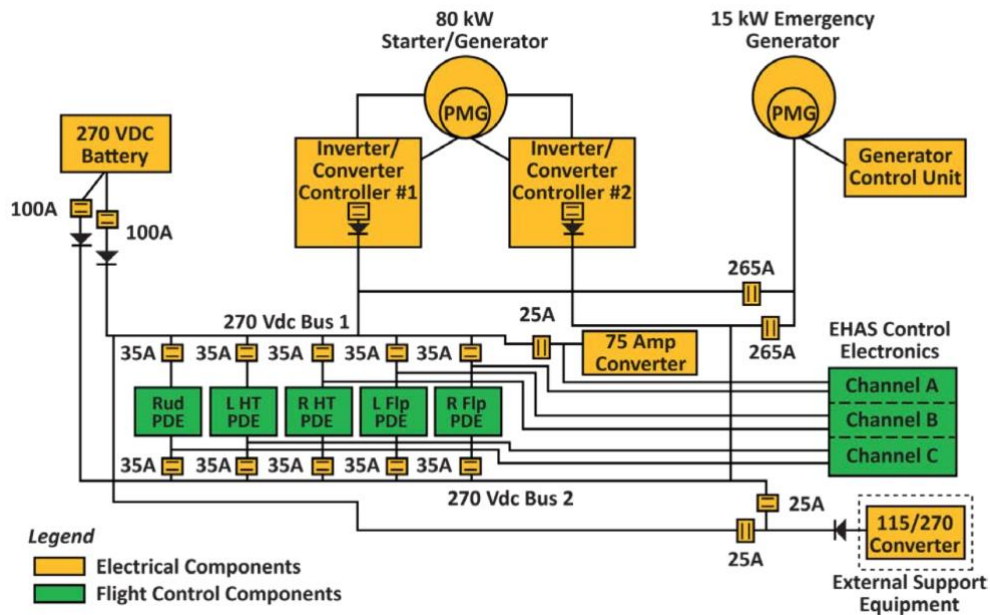 80 kW
Starter/Generator
15 kW Emergency
Generator
PMG
PMG
270 VDC
Battery
Inverter/
Converter
Controller #1
Inverter/
Converter
Controller #2
Generator
Control Unit
100A
100A
265A
265A
25A
270 Vdc Bus 1
75 Amp
Converter
EHAS Control
Electronics
35A
35A
35A
35A
35A
Channel A
Channel B
Channel C
Rud
PDE
L HT
PDE
R HT
PDE
L Flp
PDE
R Flp
PDE
35A
35A
35A
35A
35A
270 Vdc Bus 2
25A
25A
115/270
Converter
External Support
Equipment
Legend
Electrical Components
Flight Control Components